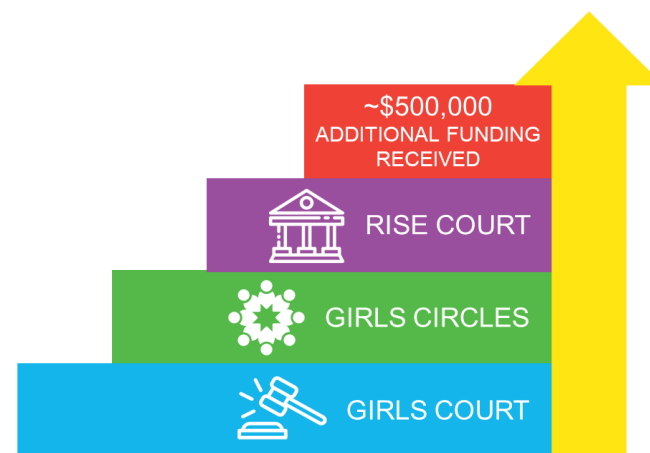 ~$500,000
ADDITIONAL FUNDING
RECEIVED
RISE COURT
GIRLS CIRCLES
GIRLS COURT